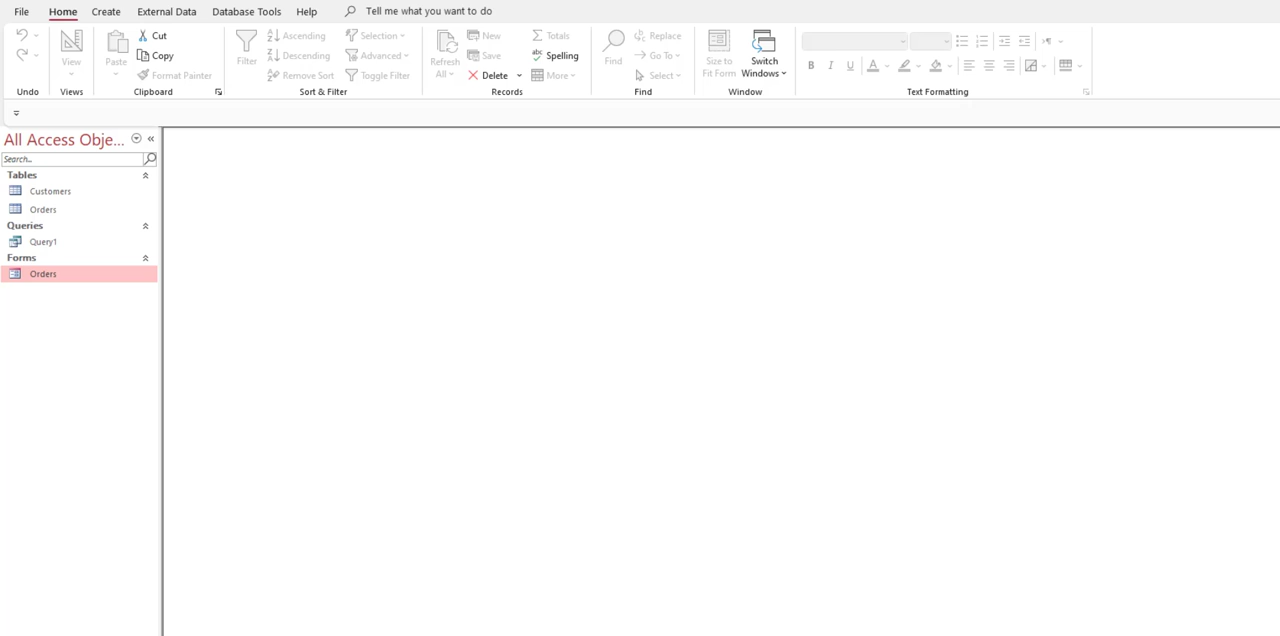 File Home Create External Data Database Tools Help Tell me what you want to do
Cut Ascending Selection New Totals Replace
View Paste Copy Filter Descending Advanced Refresh All Save Spelling Find Go To Size to Fit Form Switch Windows B I U A
Format Painter Remove Sort Toggle Filter Delete More Select
Undo Views Clipboard Sort & Filter Records Find Window Text Formatting
All Access Obje...
Search...
Tables
Customers
Orders
Queries
Query1
Forms
Orders